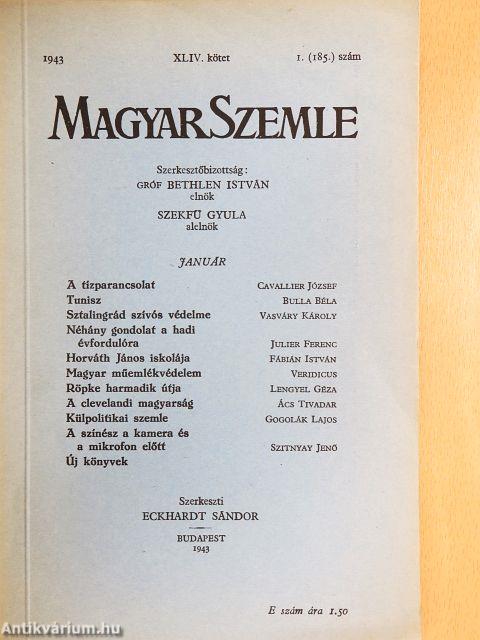 1943 XLIV. kötet 1. (185.) szám
MAGYAR SZEMLE
Szerkesztőbizottság:
GRÓF BETHLEN ISTVÁN
elnök
SZEKFÜ GYULA
alelnök
JANUÁR
A tízparancsolat CAVALLIER JÓZSEF
Tunisz BULLA BÉLA
Sztalingrád szívós védelme VASVÁRY KÁROLY
Néhány gondolat a hadi
évfordulóra JULIER FERENC
Horváth János iskolája FÁBIÁN ISTVÁN
Magyar műemlékvédelem VERIDICUS
Röpke harmadik útja LENGYEL GÉZA
A clevelandi magyarság ÁCS TIVADAR
Külpolitikai szemle GOGOLÁK LAJOS
A színész a kamera és
a mikrofon előtt SZITNYAY JENŐ
Új könyvek
Szerkeszti
ECKHARDT SÁNDOR
BUDAPEST
1943
E szám ára 1.50
Antikvárium.hu